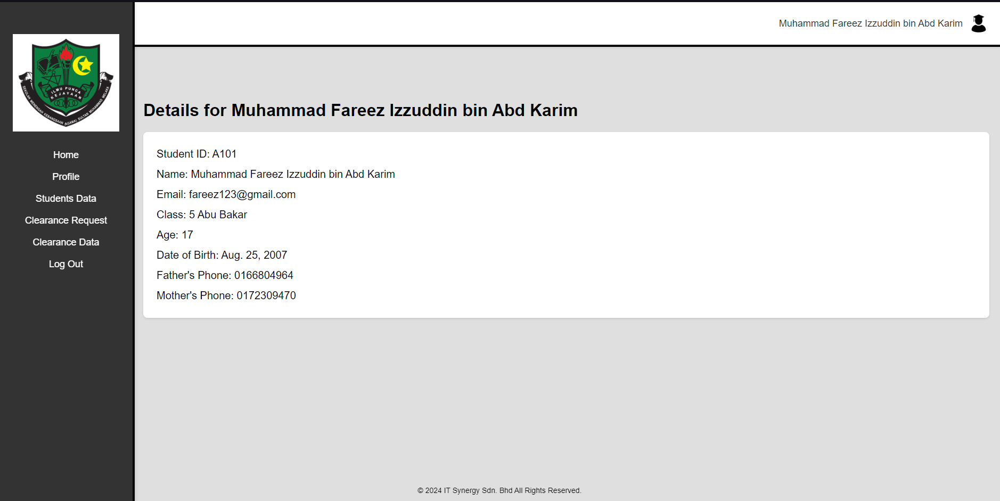 ILMU PUNCA
KEJAYAAN
SEKOLAH MENENGAH KEBANGSAAN (AGAMA) SULTAN MUHAMMAD MELAKA
Home
Profile
Students Data
Clearance Request
Clearance Data
Log Out
Muhammad Fareez Izzuddin bin Abd Karim
Details for Muhammad Fareez Izzuddin bin Abd Karim
Student ID: A101
Name: Muhammad Fareez Izzuddin bin Abd Karim
Email: fareez123@gmail.com
Class: 5 Abu Bakar
Age: 17
Date of Birth: Aug. 25, 2007
Father's Phone: 0166804964
Mother's Phone: 0172309470
© 2024 IT Synergy Sdn. Bhd All Rights Reserved.